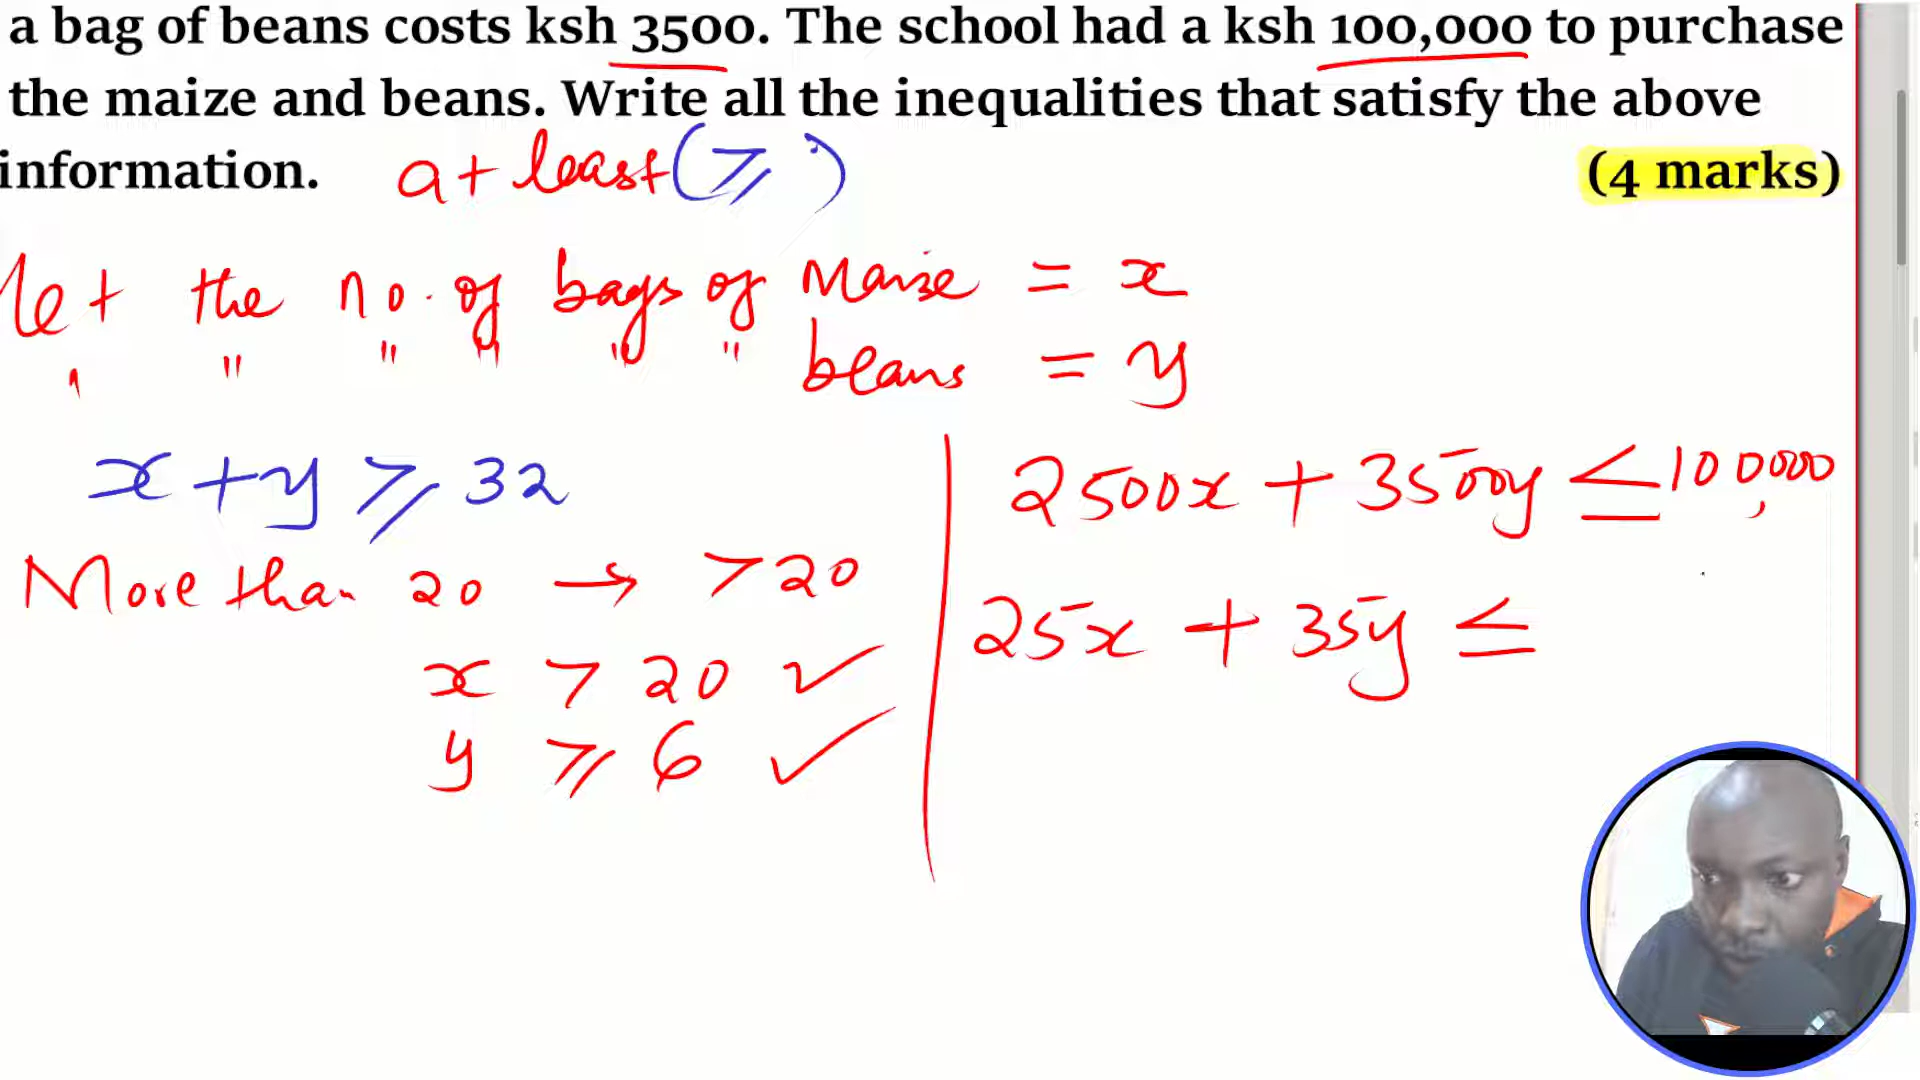 a bag of beans costs ksh 3500. The school had a ksh 100,000 to purchase
the maize and beans. Write all the inequalities that satisfy the above
information. at least (≥) (4 marks)
let the no. of bags of Maize = x
" " " " " " beans = y
x + y ≥ 32
More than 20 → > 20
x > 20 ✓
y ≥ 6 ✓
2500x + 3500y ≤ 100,000
25x + 35y ≤